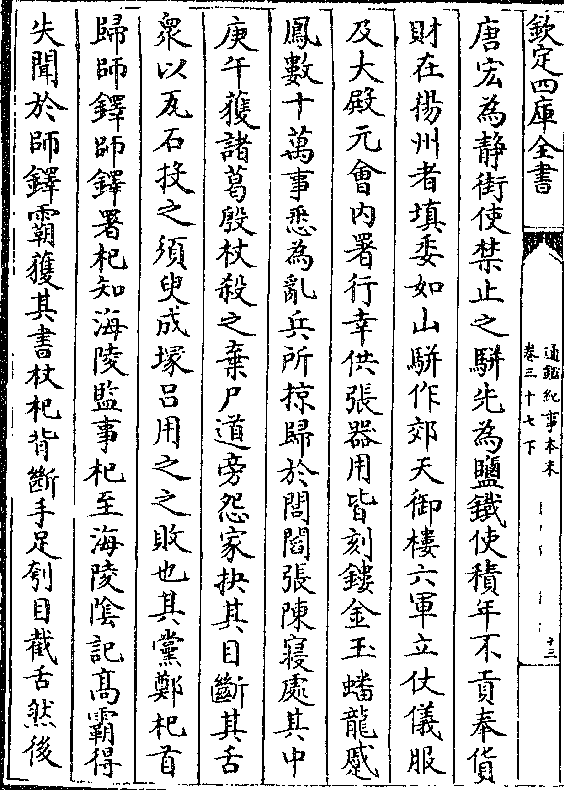 欽定四庫全書
通鑑紀事本末
卷三十七下
十三
唐宏為靜街使禁止之駢先為鹽鐵使積年不貢奉貨
財在揚州者填委如山駢作郊天御樓六軍立仗儀服
及大殿元會内署行幸供張器用皆刻鏤金玉蟠龍蹙
鳳數十萬事悉為亂兵所掠歸於閭閻張陳寢處其中
庚午獲諸葛殷杖殺之棄尸道旁怨家抉其目斷其舌
衆以瓦石投之須臾成塚吕用之之敗也其黨鄭杞首
歸師鐸師鐸署杞知海陵監事杞至海陵隂記髙霸得
失聞於師鐸霸獲其書杖杞背斷手足刳目截舌然後